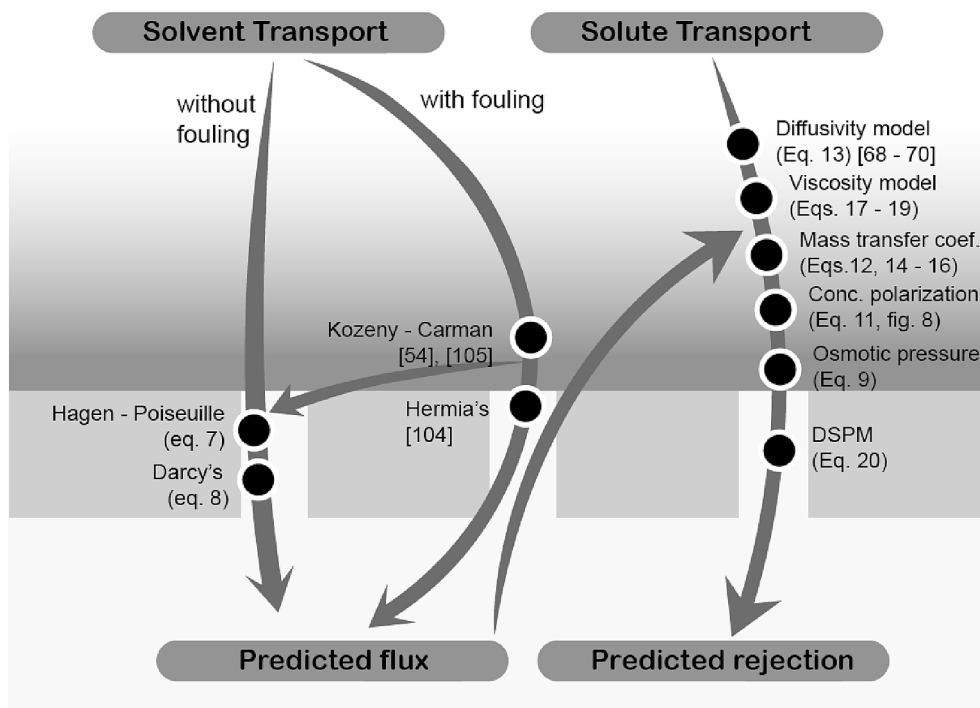 Solvent Transport
Solute Transport
without
fouling
with fouling
Diffusivity model
(Eq. 13) [68 - 70]
Viscosity model
(Eqs. 17 - 19)
Mass transfer coef.
(Eqs.12, 14 - 16)
Conc. polarization
(Eq. 11, fig. 8)
Kozeny - Carman
[54], [105]
Osmotic pressure
(Eq. 9)
Hagen - Poiseuille
(eq. 7)
Hermia's
[104]
Darcy's
(eq. 8)
DSPM
(Eq. 20)
Predicted flux
Predicted rejection